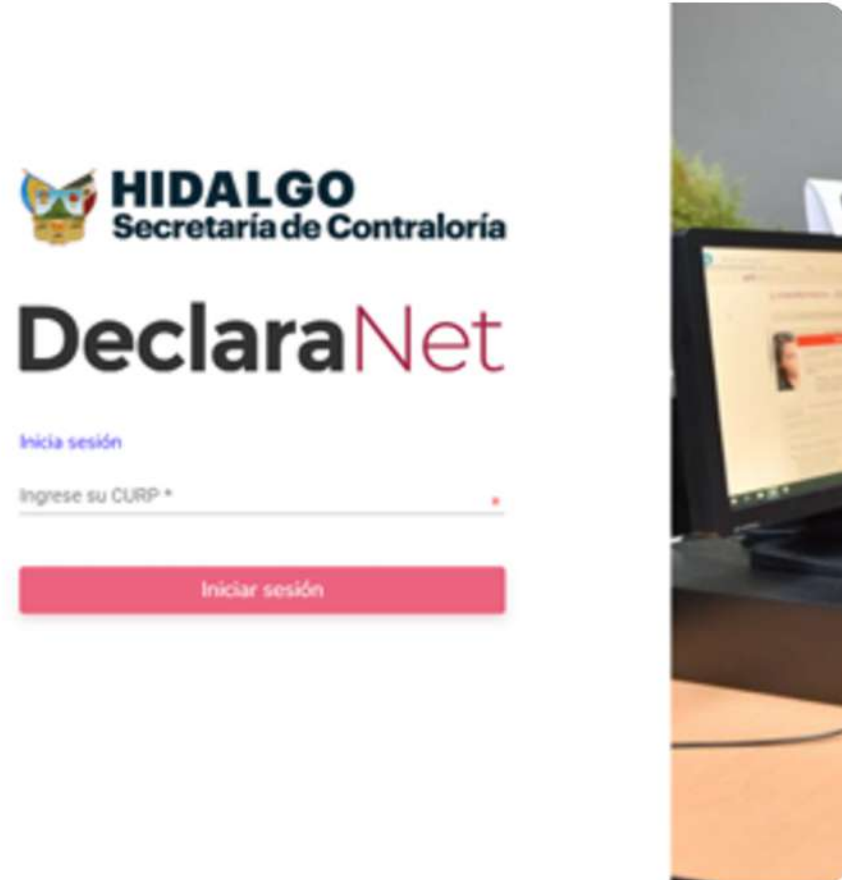 HIDALGO
Secretaría de Contraloría
DeclaraNet
Inicia sesión
Ingrese su CURP *
*
Iniciar sesión